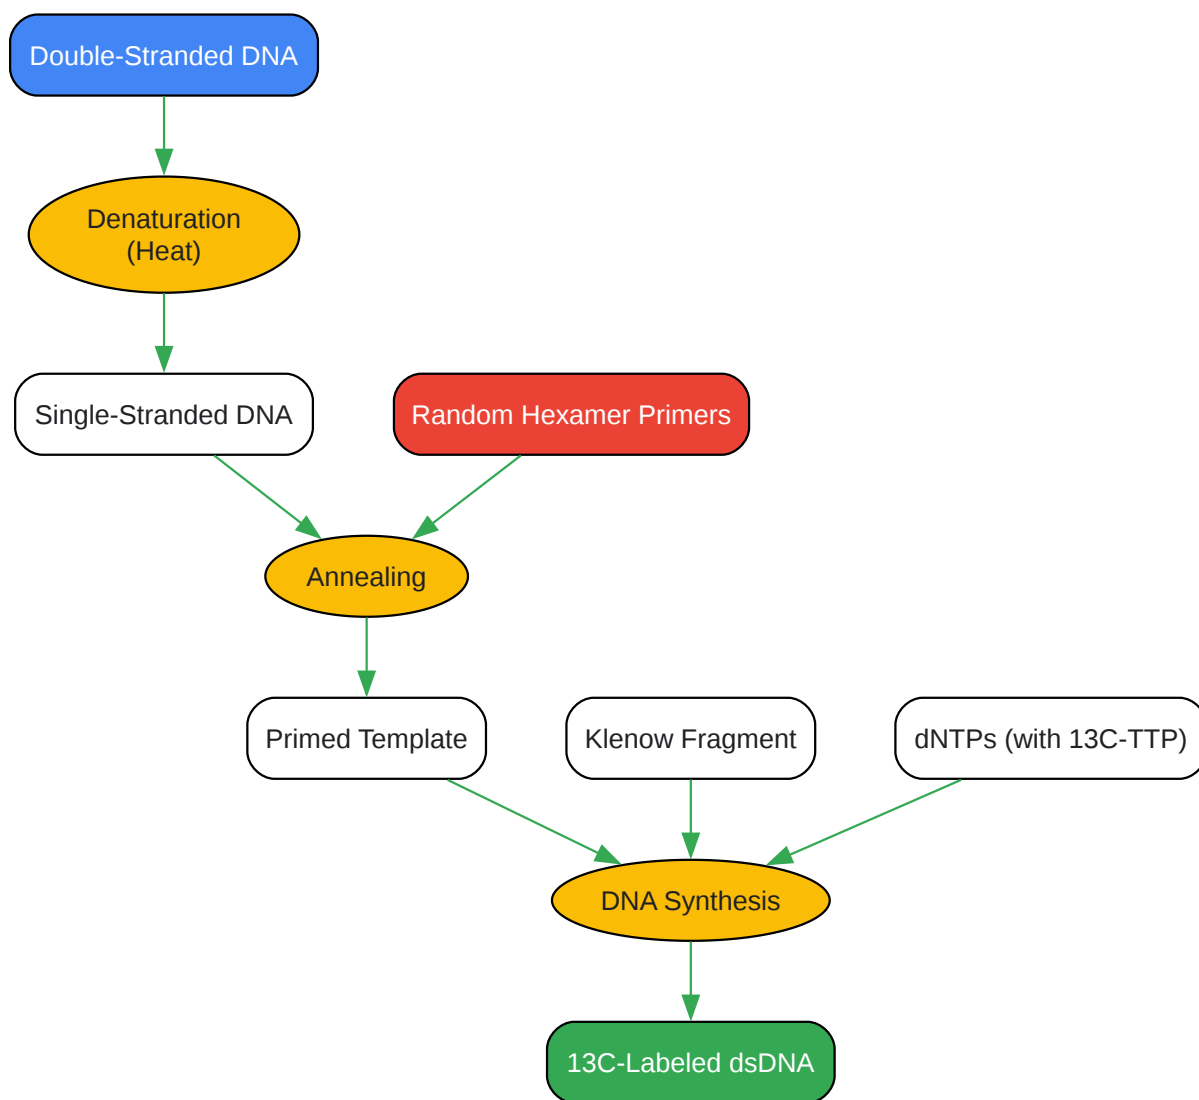 Double-Stranded DNA
Denaturation
(Heat)
Single-Stranded DNA
Random Hexamer Primers
Annealing
Primed Template
Klenow Fragment
dNTPs (with 13C-TTP)
DNA Synthesis
13C-Labeled dsDNA